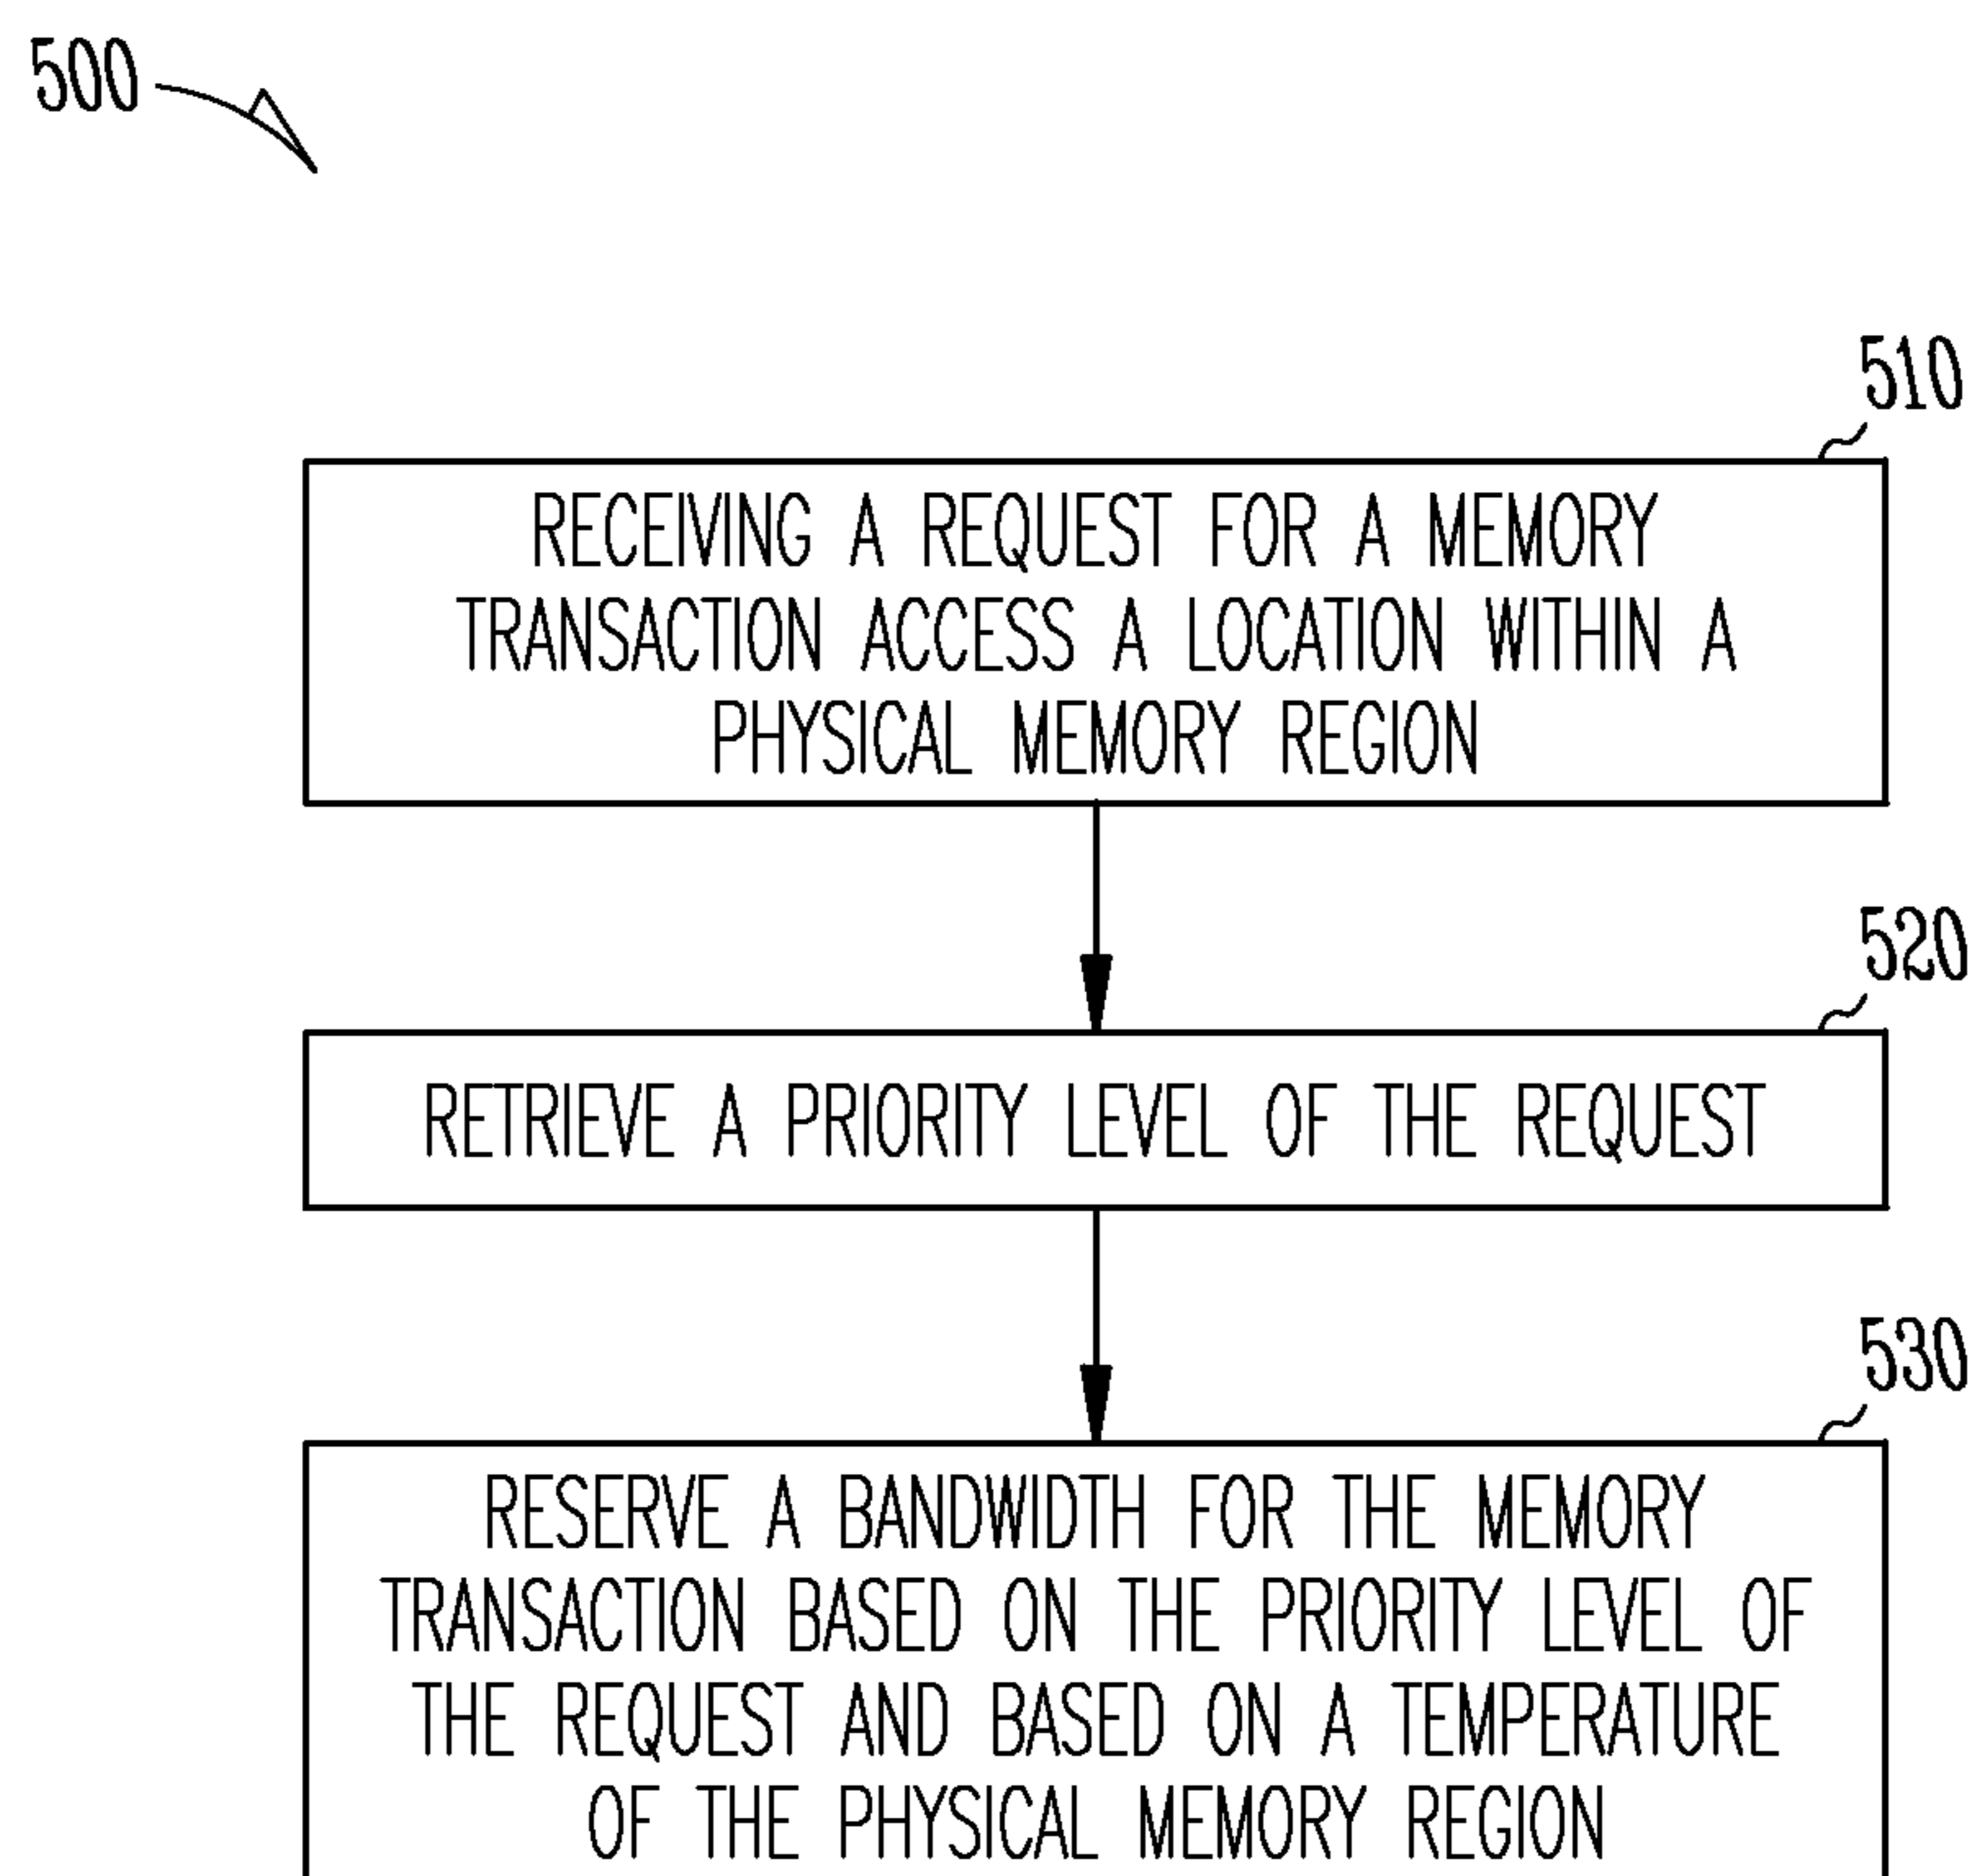 500
510
RECEIVING A REQUEST FOR A MEMORY
TRANSACTION ACCESS A LOCATION WITHIN A
PHYSICAL MEMORY REGION
520
RETRIEVE A PRIORITY LEVEL OF THE REQUEST
530
RESERVE A BANDWIDTH FOR THE MEMORY
TRANSACTION BASED ON THE PRIORITY LEVEL OF
THE REQUEST AND BASED ON A TEMPERATURE
OF THE PHYSICAL MEMORY REGION